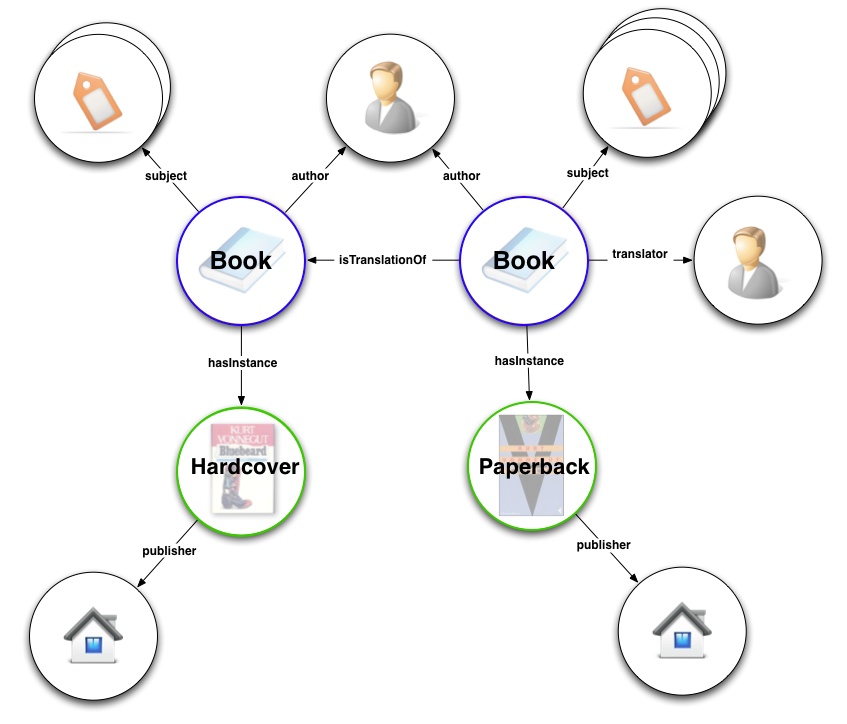 subject
author
author
subject
Book
isTranslationOf
Book
translator
hasInstance
hasInstance
KURT
VONNEGUT
Bluebeard
Hardcover
Paperback
publisher
publisher